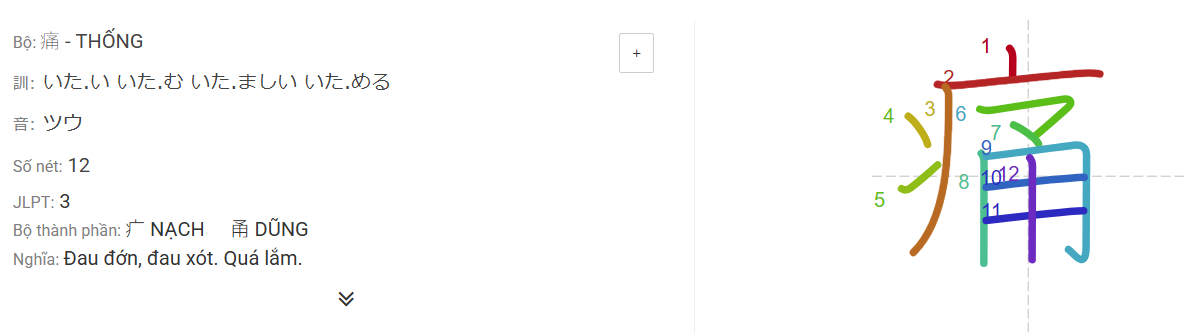 Bộ: 痛 - THỐNG
+
訓: いた.い いた.む いた.ましい いた.める
音: ツウ
Số nét: 12
JLPT: 3
Bộ thành phần: 疒 NẠCH 甬 DŨNG
Nghĩa: Đau đớn, đau xót. Quá lắm.
痛
1
2
3
4
5
6
7
8
9
10
11
12